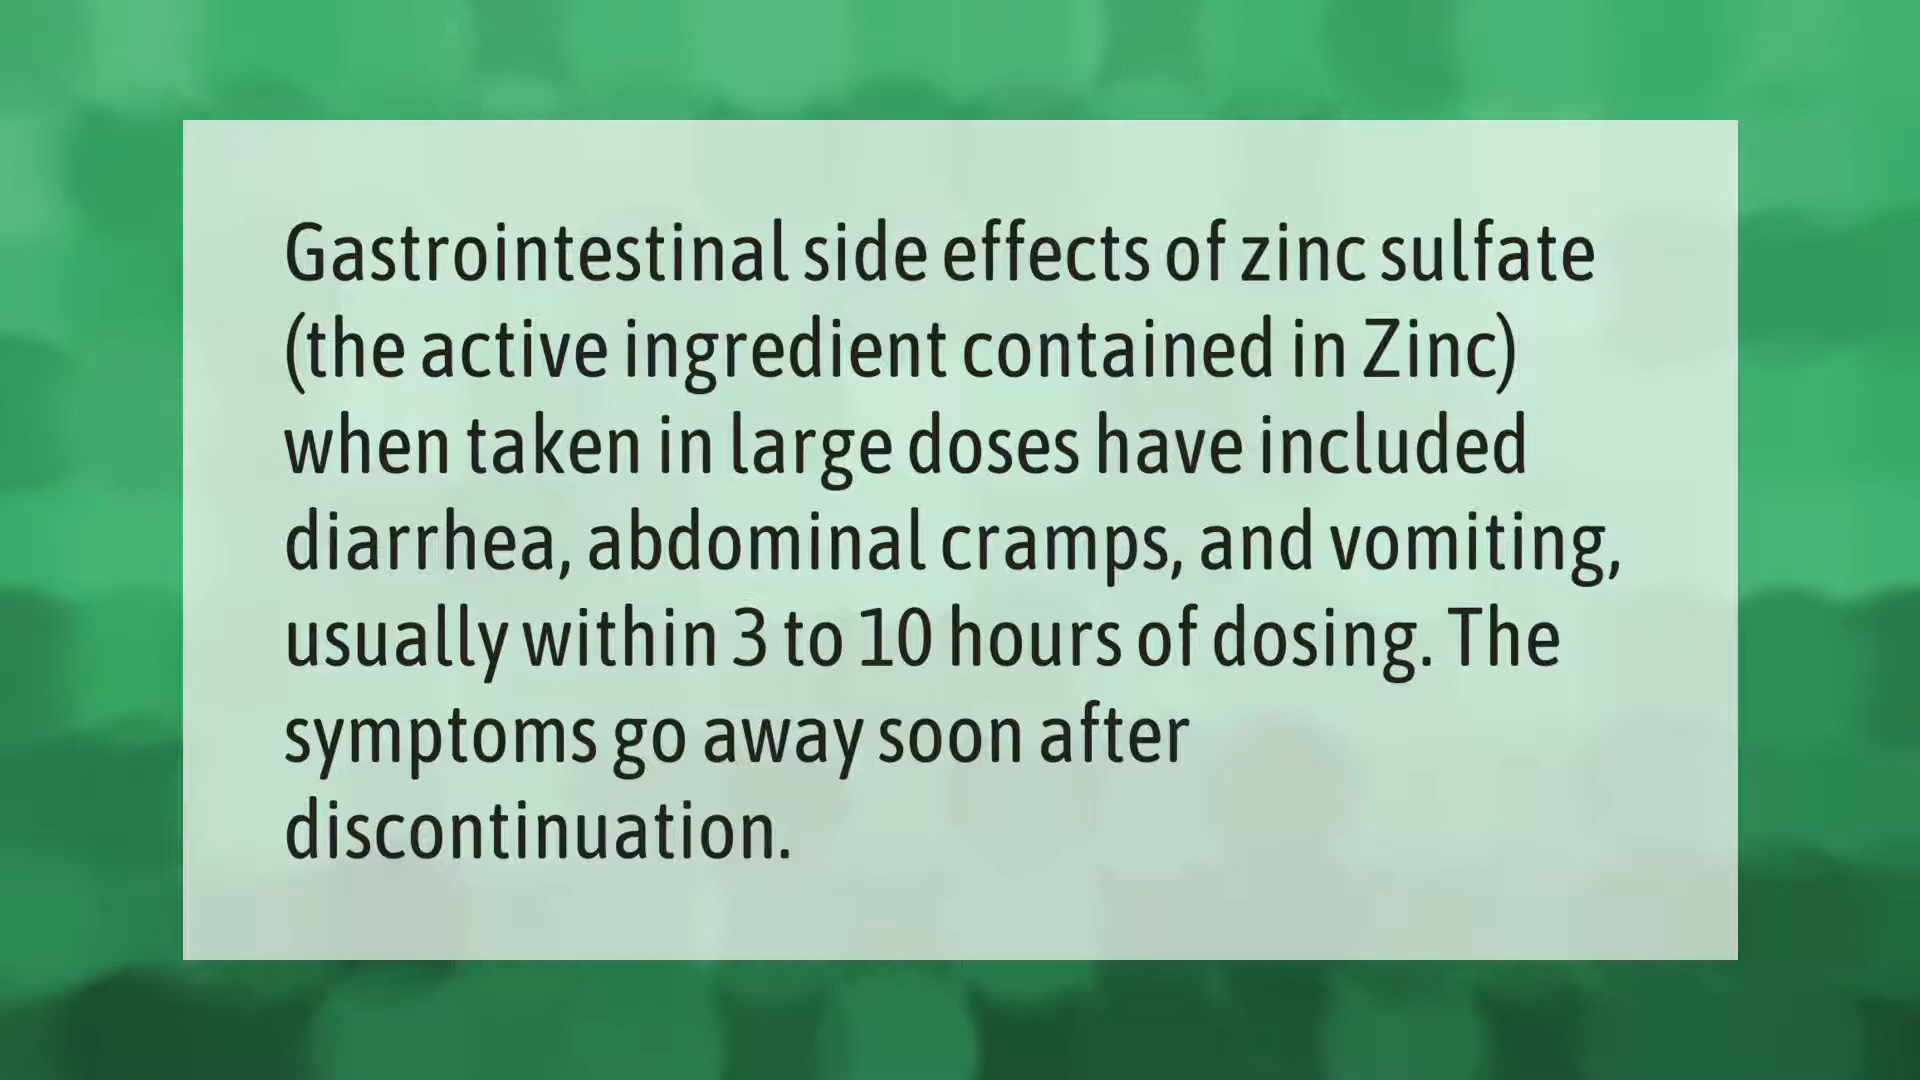 Gastrointestinal side effects of zinc sulfate
(the active ingredient contained in Zinc)
when taken in large doses have included
diarrhea, abdominal cramps, and vomiting,
usually within 3 to 10 hours of dosing. The
symptoms go away soon after
discontinuation.